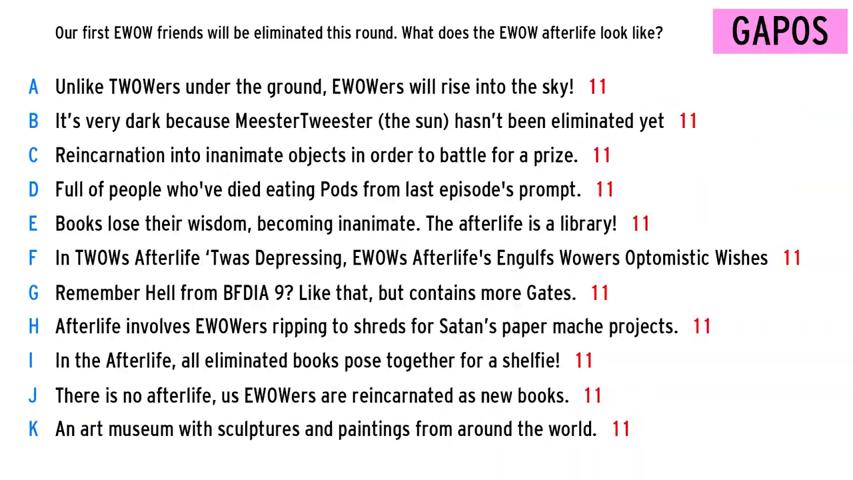 Our first EWOW friends will be eliminated this round. What does the EWOW afterlife look like?
GAPOS
A Unlike TWOWers under the ground, EWOWers will rise into the sky! 11
B It's very dark because MeesterTweester (the sun) hasn't been eliminated yet 11
C Reincarnation into inanimate objects in order to battle for a prize. 11
D Full of people who've died eating Pods from last episode's prompt. 11
E Books lose their wisdom, becoming inanimate. The afterlife is a library! 11
F In TWOWs Afterlife ‘Twas Depressing, EWOWs Afterlife's Engulfs Wowers Optomistic Wishes 11
G Remember Hell from BFDIA 9? Like that, but contains more Gates. 11
H Afterlife involves EWOWers ripping to shreds for Satan’s paper mache projects. 11
I In the Afterlife, all eliminated books pose together for a shelfie! 11
J There is no afterlife, us EWOWers are reincarnated as new books. 11
K An art museum with sculptures and paintings from around the world. 11